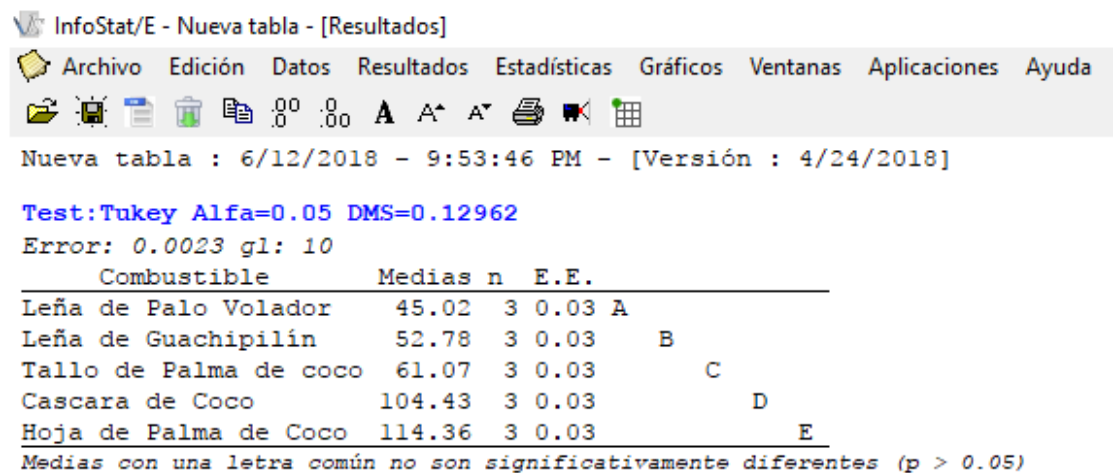 InfoStat/E - Nueva tabla - [Resultados]
Archivo Edición Datos Resultados Estadísticas Gráficos Ventanas Aplicaciones Ayuda
Nueva tabla : 6/12/2018 - 9:53:46 PM - [Versión : 4/24/2018]
Test:Tukey Alfa=0.05 DMS=0.12962
Error: 0.0023 gl: 10
Combustible Medias n E.E.
Leña de Palo Volador 45.02 3 0.03 A
Leña de Guachipilín 52.78 3 0.03 B
Tallo de Palma de coco 61.07 3 0.03 C
Cascara de Coco 104.43 3 0.03 D
Hoja de Palma de Coco 114.36 3 0.03 E
Medias con una letra común no son significativamente diferentes (p > 0.05)